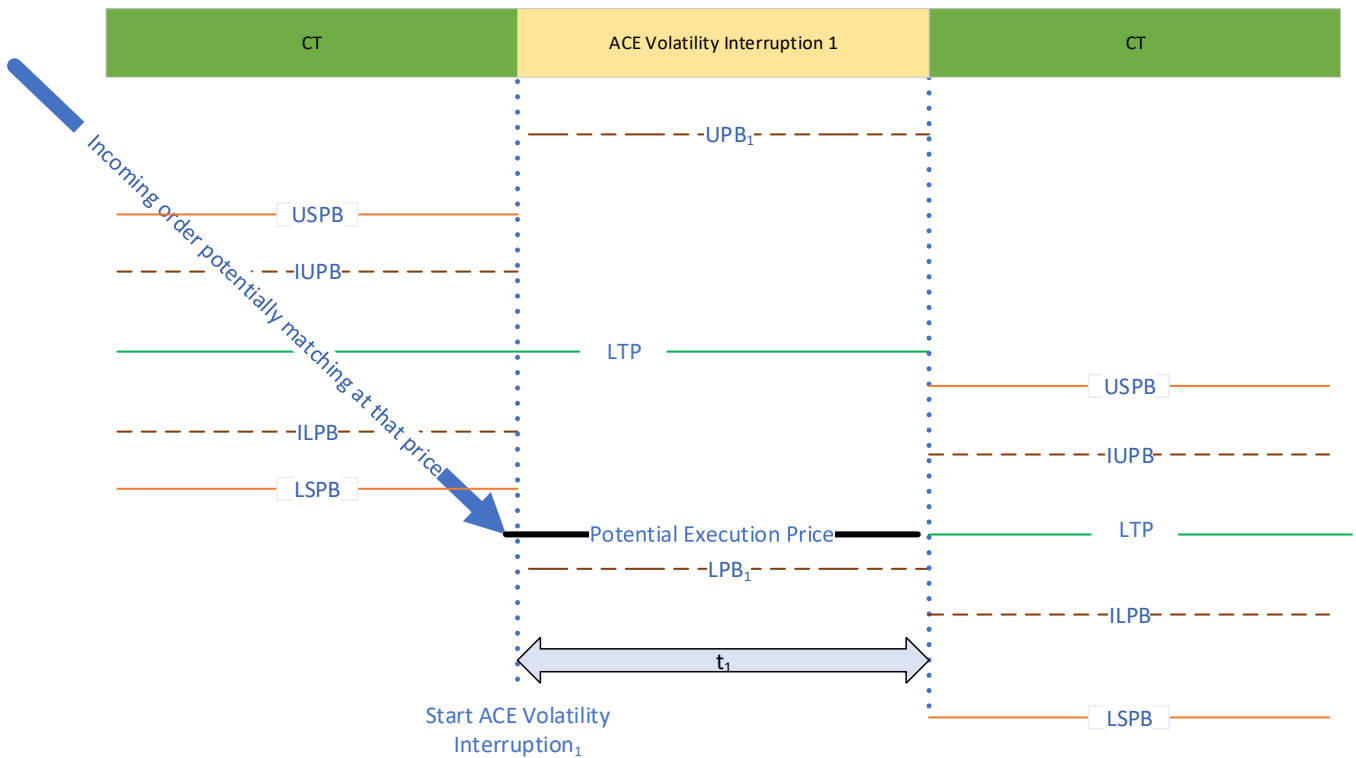 CT
ACE Volatility Interruption 1
CT
UPB₁
Incoming order potentially matching at that price
USPB
IUPB
LTP
USPB
ILPB
IUPB
LSPB
Potential Execution Price
LTP
LPB₁
ILPB
t₁
Start ACE Volatility
Interruption₁
LSPB